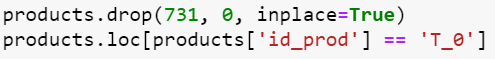 products.drop(731, 0, inplace=True)
products.loc[products['id_prod'] == 'T_0']